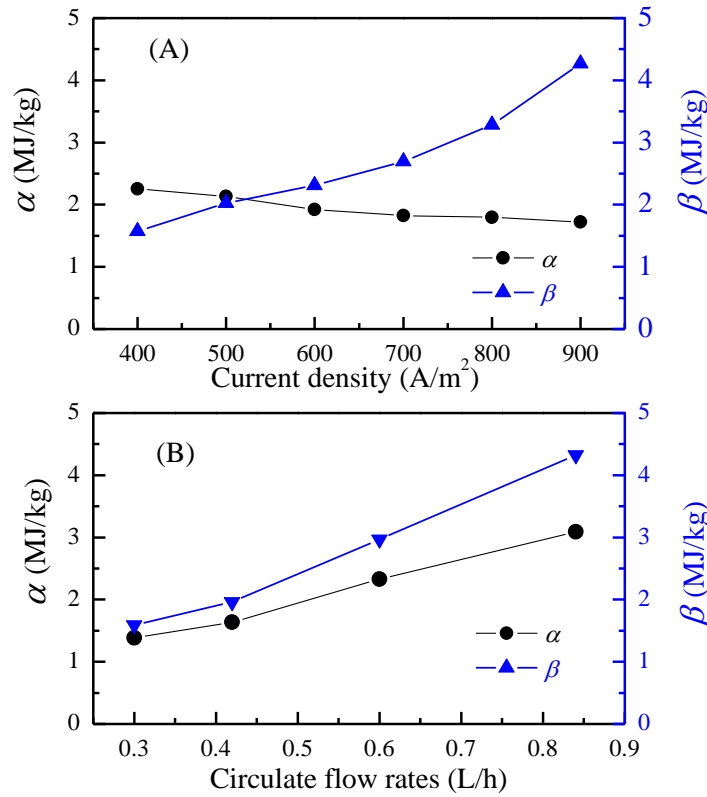 (A)
5
4
3
2
1
0
α (MJ/kg)
5
4
3
2
1
0
β (MJ/kg)
α
β
400 500 600 700 800 900
Current density (A/m²)
(B)
5
4
3
2
1
0
α (MJ/kg)
5
4
3
2
1
0
β (MJ/kg)
α
β
0.3 0.4 0.5 0.6 0.7 0.8 0.9
Circulate flow rates (L/h)